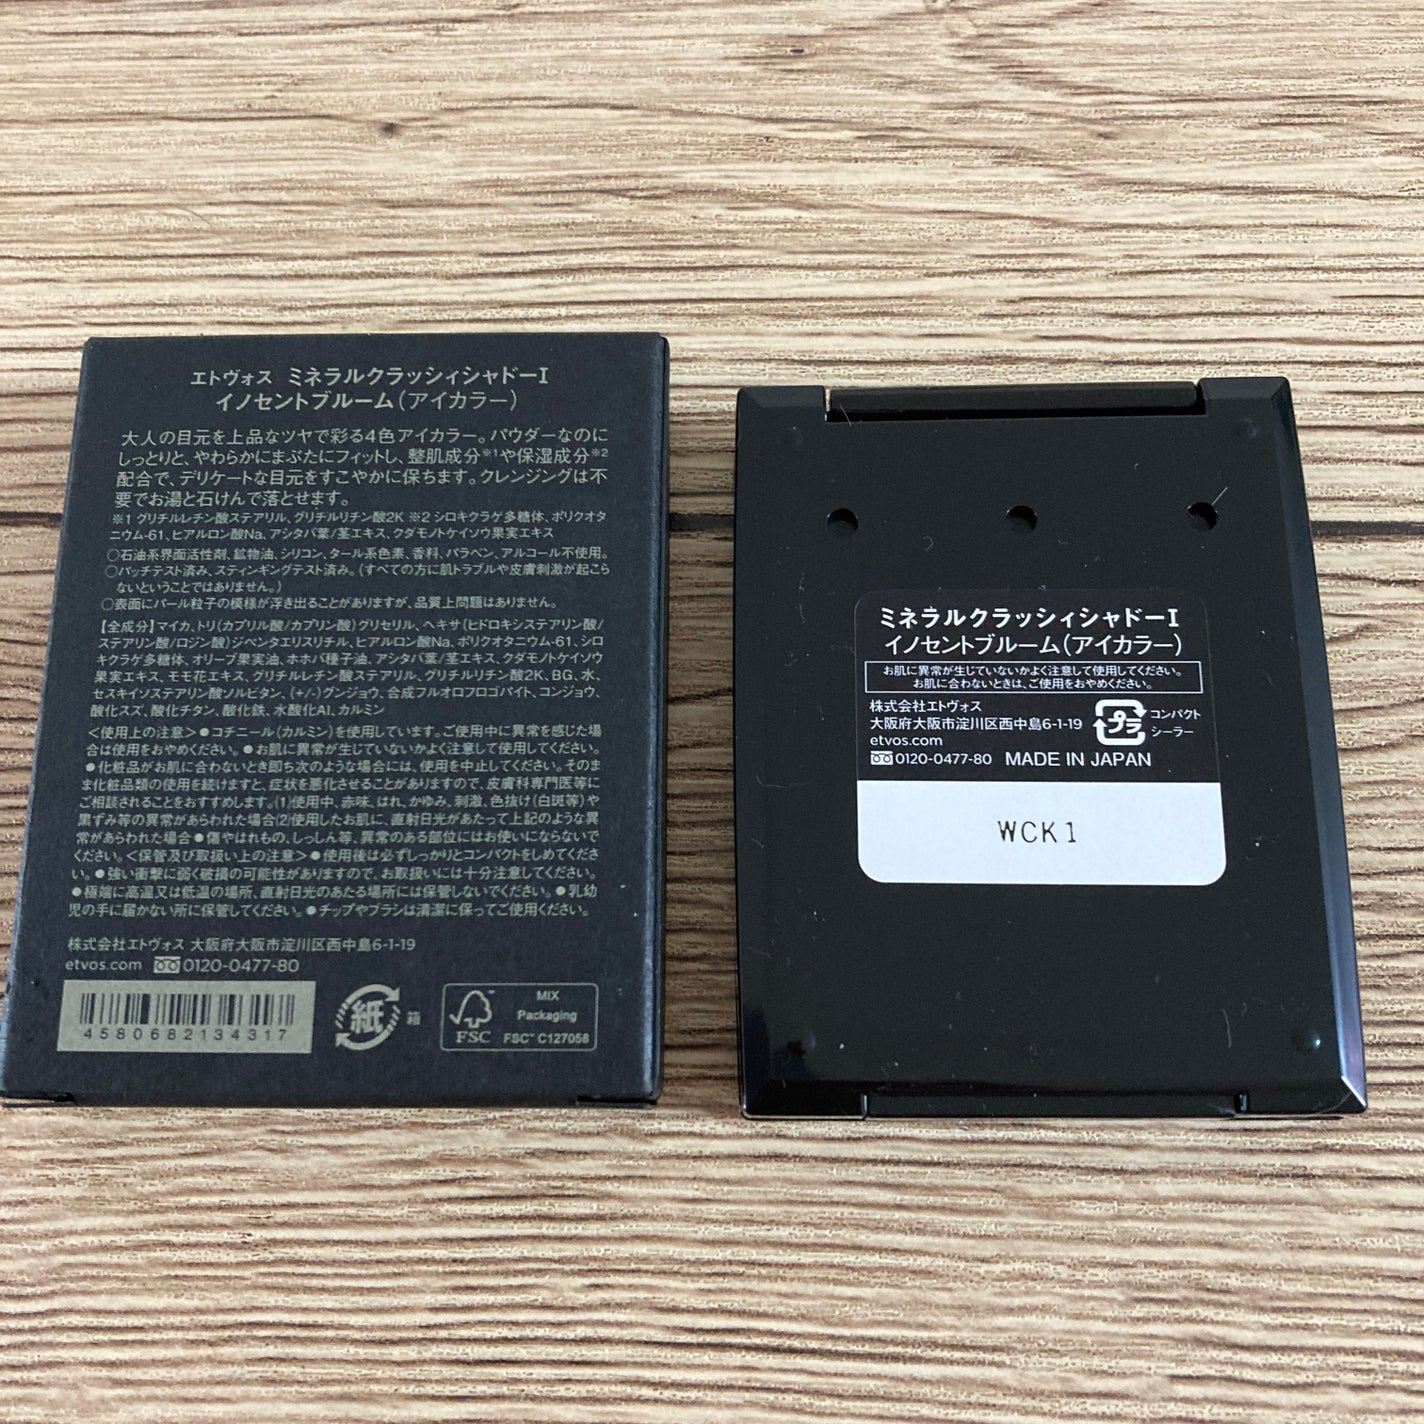 エトヴォス ミネラルクラッシィシャドーI
イノセントブルーム(アイカラー)
大人の目元を上品なツヤで彩る4色アイカラー。パウダーなのに
しっとりと、やわらかにまぶたにフィットし、整肌成分※1や保湿成分※2
配合で、デリケートな目元をすこやかに保ちます。クレンジングは不
要でお湯と石けんで落とせます。
※1 グリチルレチン酸ステアリル、グリチルリチン酸2K ※2 シロキクラゲ多糖体、ポリクオタ
ニウム-61、ヒアルロン酸Na、アシタバ葉/茎エキス、クダモノトケイソウ果実エキス
○石油系界面活性剤、鉱物油、シリコン、タール系色素、香料、パラベン、アルコール不使用。
○パッチテスト済み、スティンギングテスト済み。(すべての方に肌トラブルや皮膚刺激が起こら
ないということではありません。)
○表面にパール粒子の模様が浮き出ることがありますが、品質上問題はありません。
【全成分】マイカ、トリ(カプリル酸/カプリン酸)グリセリル、ヘキサ(ヒドロキシステアリン酸/
ステアリン酸/ロジン酸)ジペンタエリスリチル、ヒアルロン酸Na、ポリクオタニウム-61、シロ
キクラゲ多糖体、オリーブ果実油、ホホバ種子油、アシタバ葉/茎エキス、クダモノトケイソウ
果実エキス、モモ花エキス、グリチルレチン酸ステアリル、グリチルリチン酸2K、BG、水、
セスキイソステアリン酸ソルビタン、(+/-)グンジョウ、合成フルオロフロゴパイト、コンジョウ、
酸化スズ、酸化チタン、酸化鉄、水酸化Al、カルミン
<使用上の注意>●コチニール(カルミン)を使用しています。ご使用中に異常を感じた場
合は使用をおやめください。●お肌に異常が生じていないかよく注意して使用してください。
●化粧品がお肌に合わないとき即ち次のような場合には、使用を中止してください。そのま
ま化粧品類の使用を続けますと、症状を悪化させることがありますので、皮膚科専門医等に
ご相談されることをおすすめします。(1)使用中、赤味、はれ、かゆみ、刺激、色抜け(白斑等)や
黒ずみ等の異常があらわれた場合(2)使用したお肌に、直射日光があたって上記のような異
常があらわれた場合●傷やはれもの、しっしん等、異常のある部位にはお使いにならないで
ください。<保管及び取扱い上の注意>●使用後は必ずしっかりとコンパクトをしめてくださ
い。●強い衝撃に弱く破損の可能性がありますので、お取扱いには十分注意してください。
●極端に高温又は低温の場所、直射日光のあたる場所には保管しないでください。●乳幼
児の手に届かない所に保管してください。●チップやブラシは清潔に保ってご使用ください。
株式会社エトヴォス 大阪府大阪市淀川区西中島6-1-19
etvos.com 0120-0477-80
4580682134317
紙 箱
FSC
MIX
Packaging
FSC™ C127058
ミネラルクラッシィシャドーI
イノセントブルーム(アイカラー)
お肌に異常が生じていないかよく注意して使用してください。
お肌に合わないときは、ご使用をおやめください。
株式会社エトヴォス
大阪府大阪市淀川区西中島6-1-19
etvos.com
0120-0477-80 MADE IN JAPAN
プラ
コンパクト
シーラー
WCK1